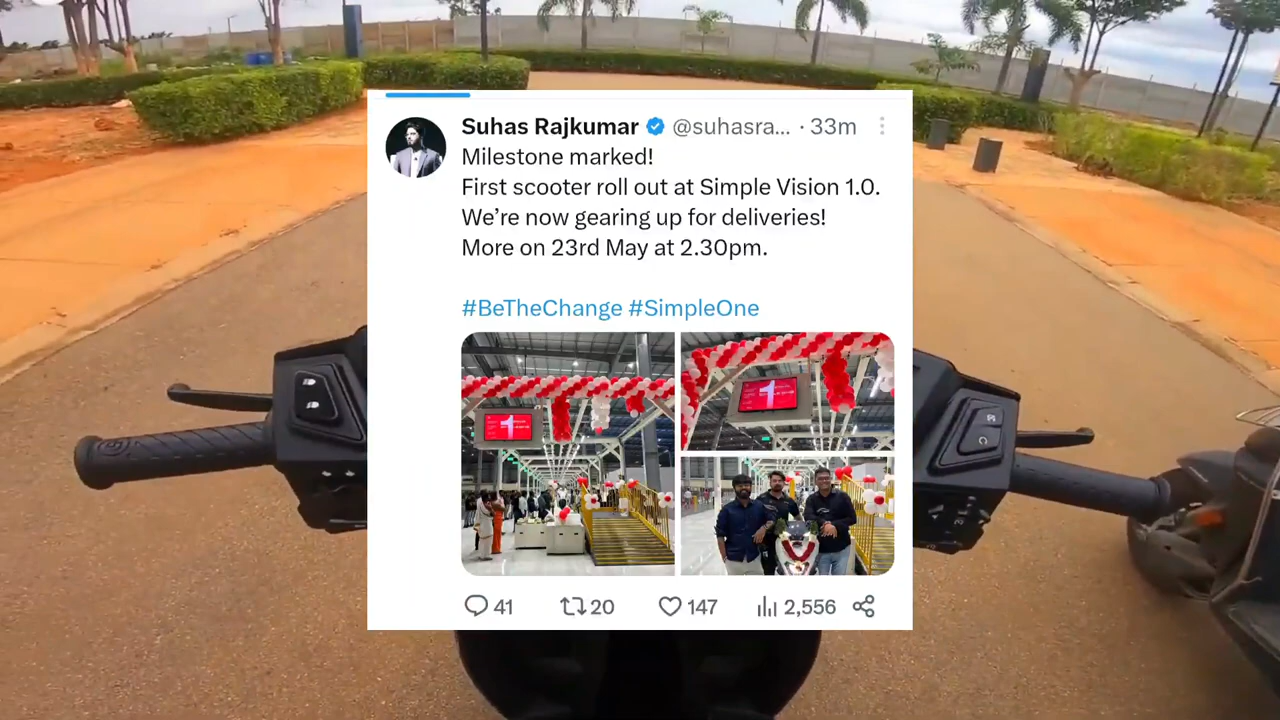 Suhas Rajkumar @suhasra... · 33m
Milestone marked!
First scooter roll out at Simple Vision 1.0.
We're now gearing up for deliveries!
More on 23rd May at 2.30pm.
#BeTheChange #SimpleOne
1
1
41 20 147 2,556